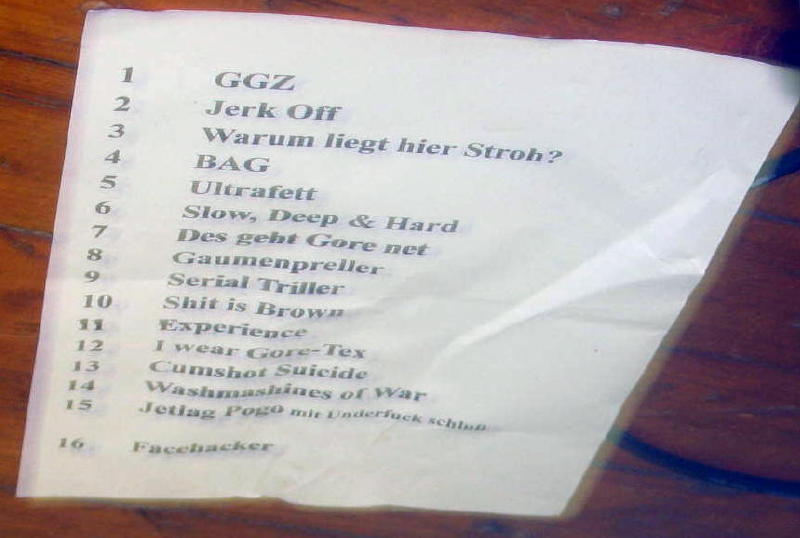 1 GGZ
2 Jerk Off
3 Warum liegt hier Stroh?
4 BAG
5 Ultrafett
6 Slow, Deep & Hard
7 Des geht Gore net
8 Gaumenpreller
9 Serial Triller
10 Shit is Brown
11 Experience
12 I wear Gore-Tex
13 Cumshot Suicide
14 Washmashines of War
15 Jetlag Pogo mit Underfuck schluß
16 Facehacker